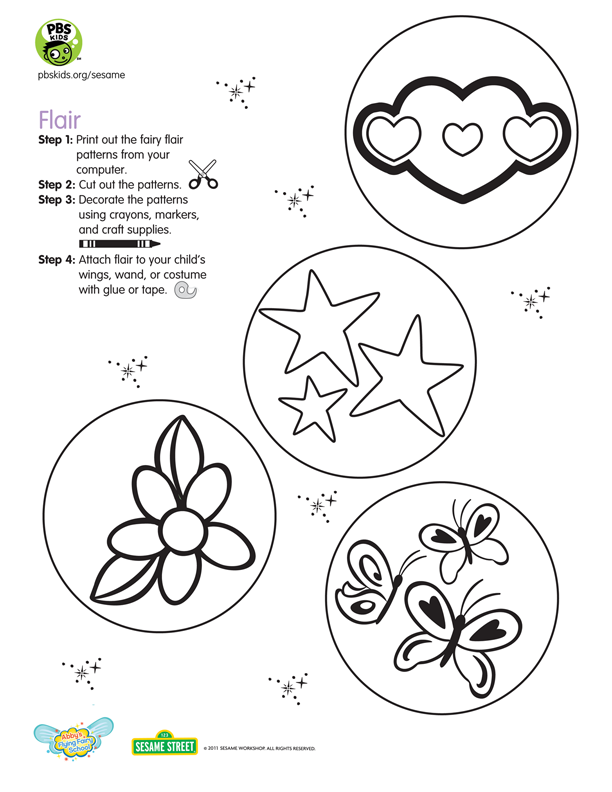 PBS
KIDS
pbskids.org/sesame
Flair
Step 1: Print out the fairy flair
patterns from your
computer.
Step 2: Cut out the patterns.
Step 3: Decorate the patterns
using crayons, markers,
and craft supplies.
Step 4: Attach flair to your child's
wings, wand, or costume
with glue or tape.
Abby's
Flying Fairy
School
123
SESAME STREET
© 2011 SESAME WORKSHOP. ALL RIGHTS RESERVED.